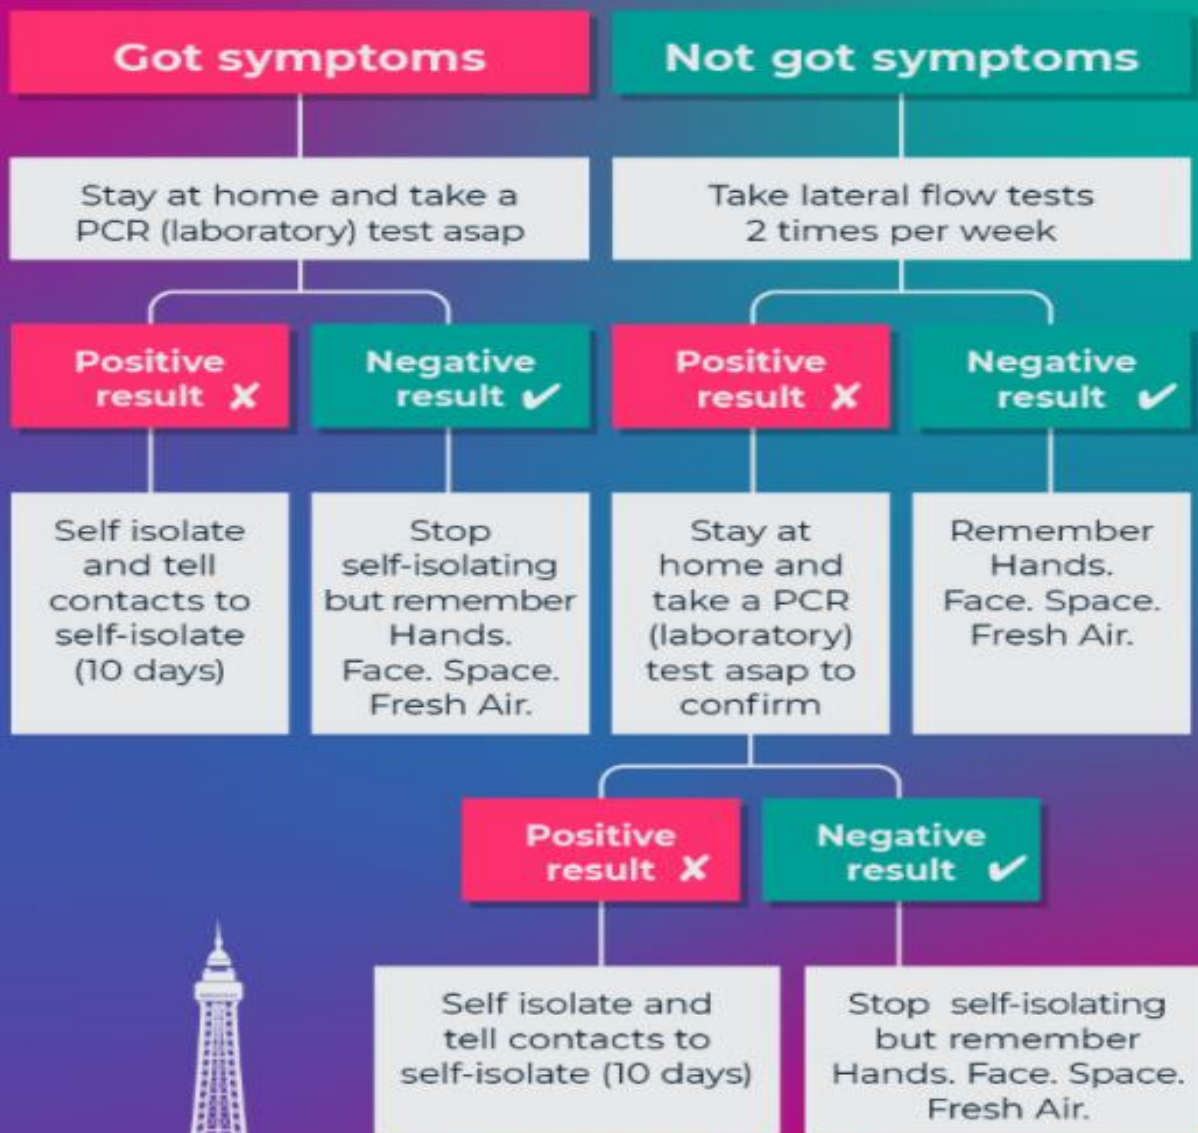 Got symptoms
Not got symptoms
Stay at home and take a
PCR (laboratory) test asap
Take lateral flow tests
2 times per week
Positive
result ✘
Negative
result ✔
Positive
result ✘
Negative
result ✔
Self isolate
and tell
contacts to
self-isolate
(10 days)
Stop
self-isolating
but remember
Hands.
Face. Space.
Fresh Air.
Stay at
home and
take a PCR
(laboratory)
test asap to
confirm
Remember
Hands.
Face. Space.
Fresh Air.
Positive
result ✘
Negative
result ✔
Self isolate and
tell contacts to
self-isolate (10 days)
Stop self-isolating
but remember
Hands. Face. Space.
Fresh Air.